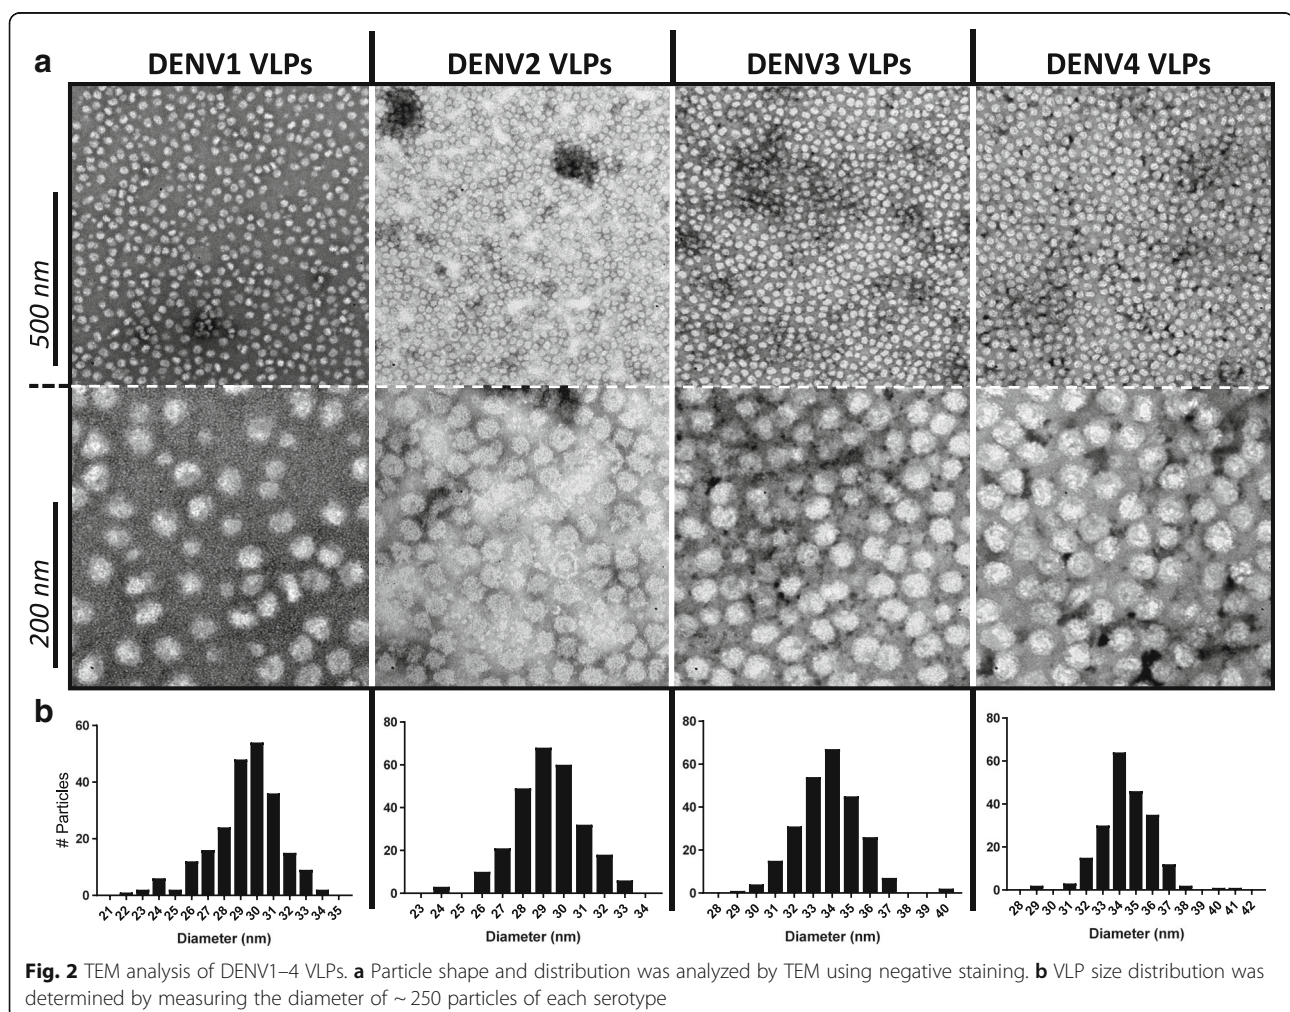 a
DENV1 VLPs
DENV2 VLPs
DENV3 VLPs
DENV4 VLPs
500 nm
200 nm
b
# Particles
60
40
20
0
21 22 23 24 25 26 27 28 29 30 31 32 33 34 35
Diameter (nm)
80
60
40
20
0
23 24 25 26 27 28 29 30 31 32 33 34
Diameter (nm)
80
60
40
20
0
28 29 30 31 32 33 34 35 36 37 38 39 40
Diameter (nm)
80
60
40
20
0
28 29 30 31 32 33 34 35 36 37 38 39 40 41 42
Diameter (nm)
Fig. 2 TEM analysis of DENV1–4 VLPs. a Particle shape and distribution was analyzed by TEM using negative staining. b VLP size distribution was
determined by measuring the diameter of ~ 250 particles of each serotype